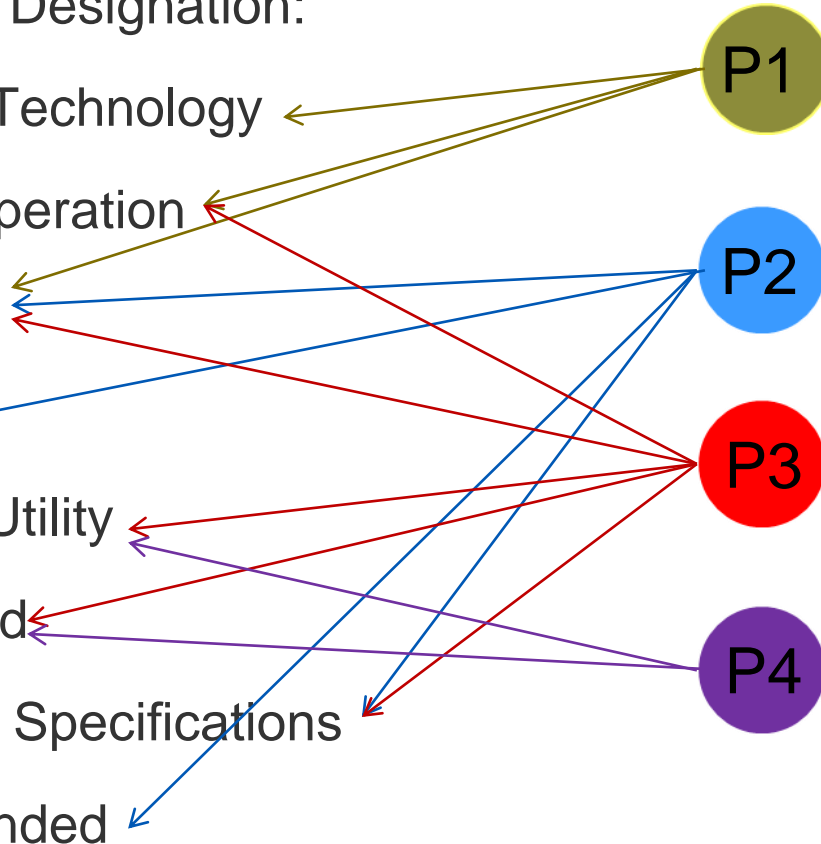 Designation:
P1
Technology
peration
P2
P3
Utility
d
P4
Specifications
nded